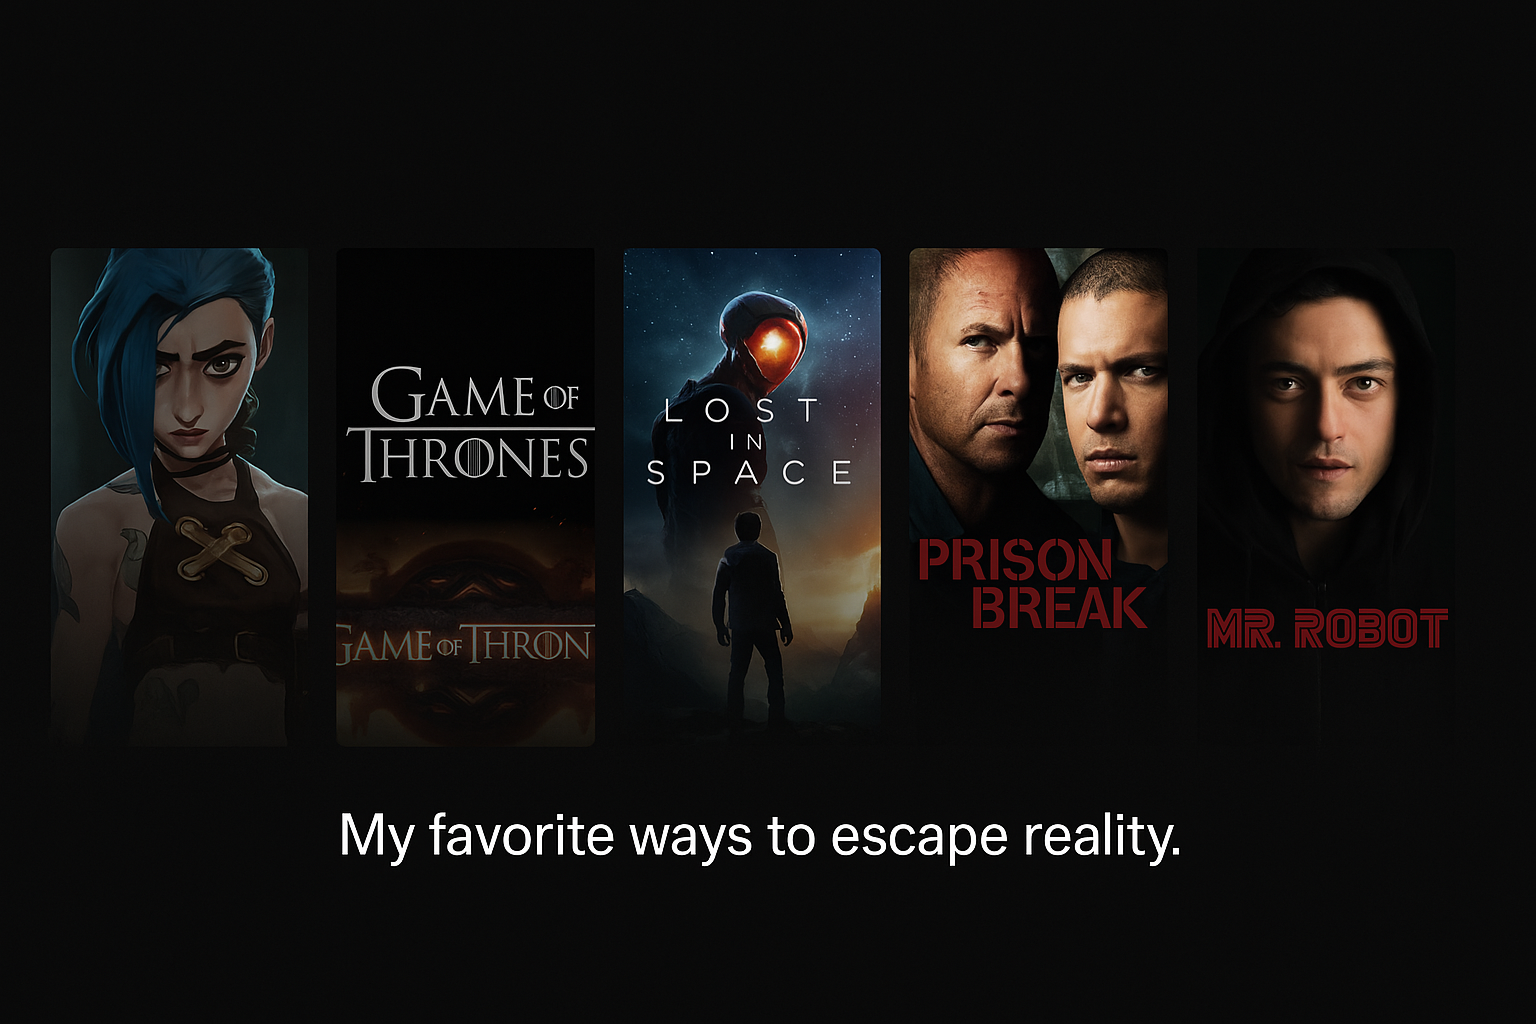 GAME OF
THRONES
GAME OF THRON
LOST
IN
SPACE
PRISON
BREAK
MR. ROBOT
My favorite ways to escape reality.